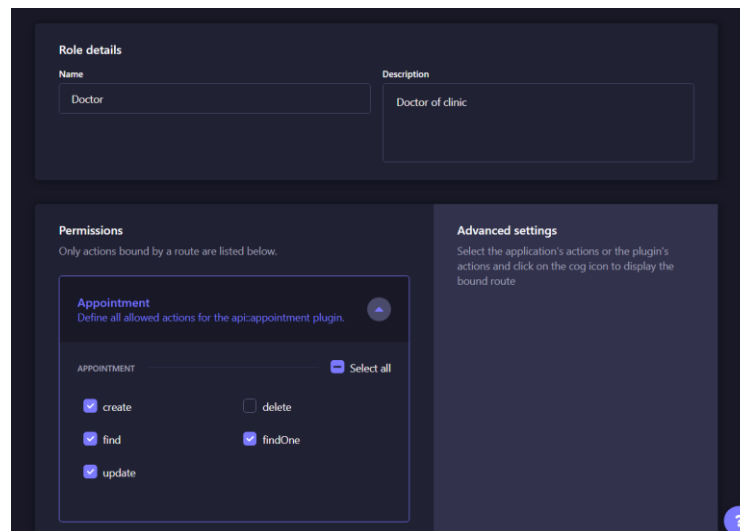 Role details
Name
Description
Doctor
Doctor of clinic
Permissions
Only actions bound by a route are listed below.
Advanced settings
Select the application's actions or the plugin's
actions and click on the cog icon to display the
bound route
Appointment
Define all allowed actions for the api::appointment plugin.
APPOINTMENT
Select all
create
delete
find
findOne
update
?